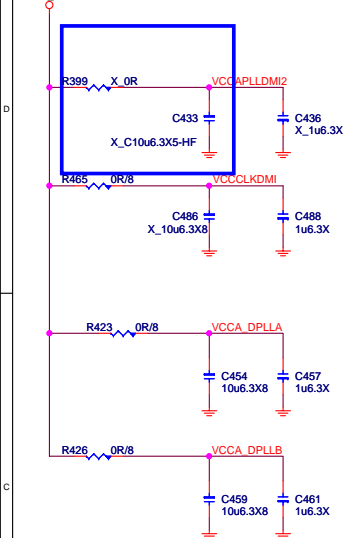 R399 X_0R VCCAPLLDMI2
C433 C436
X_1u6.3X
X_C10u6.3X5-HF
D
R465 0R/8 VCCCLKDMI
C486 C488
X_10u6.3X8 1u6.3X
R423 0R/8 VCCA_DPLLA
C454 C457
10u6.3X8 1u6.3X
R426 0R/8 VCCA_DPLLB
C
C459 C461
10u6.3X8 1u6.3X